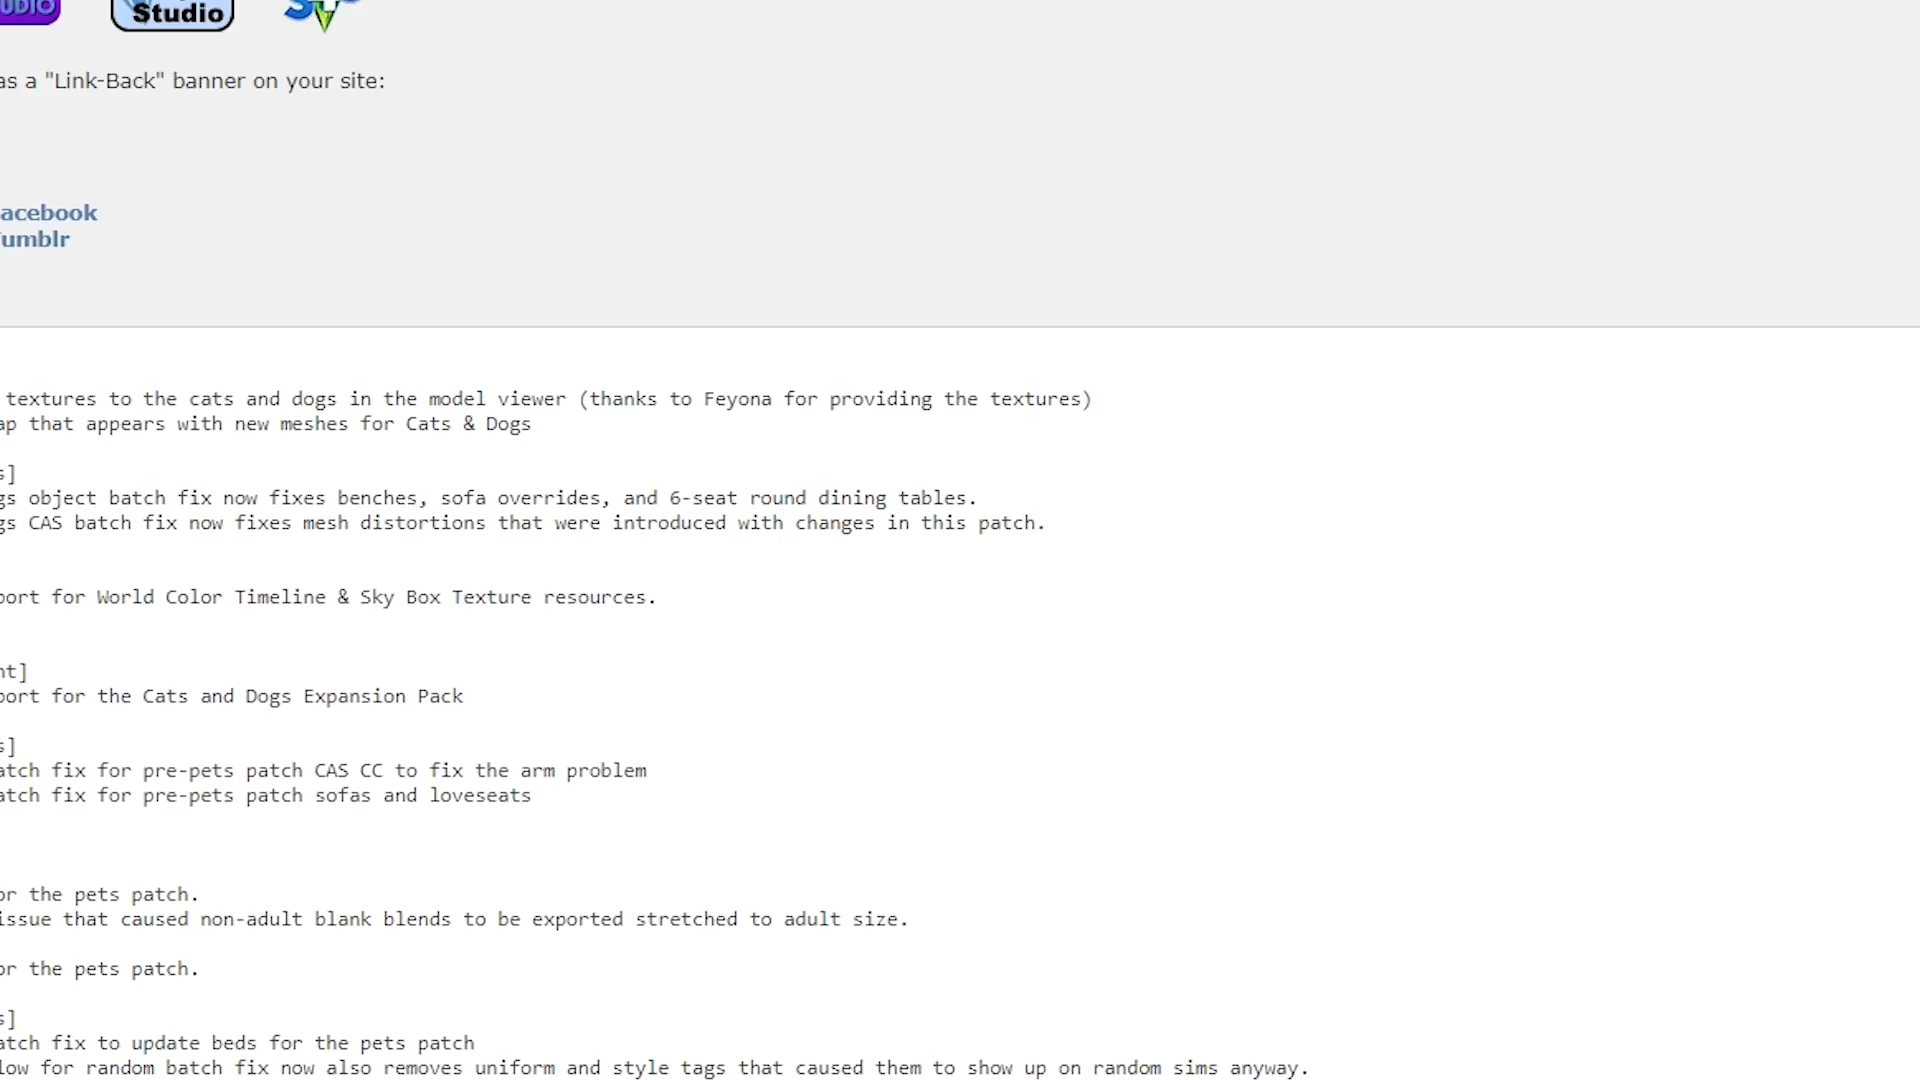 UDIO
Studio
as a "Link-Back" banner on your site:
acebook
umblr
textures to the cats and dogs in the model viewer (thanks to Feyona for providing the textures)
ap that appears with new meshes for Cats & Dogs
s]
gs object batch fix now fixes benches, sofa overrides, and 6-seat round dining tables.
gs CAS batch fix now fixes mesh distortions that were introduced with changes in this patch.
port for World Color Timeline & Sky Box Texture resources.
nt]
port for the Cats and Dogs Expansion Pack
s]
atch fix for pre-pets patch CAS CC to fix the arm problem
atch fix for pre-pets patch sofas and loveseats
or the pets patch.
issue that caused non-adult blank blends to be exported stretched to adult size.
or the pets patch.
s]
atch fix to update beds for the pets patch
low for random batch fix now also removes uniform and style tags that caused them to show up on random sims anyway.